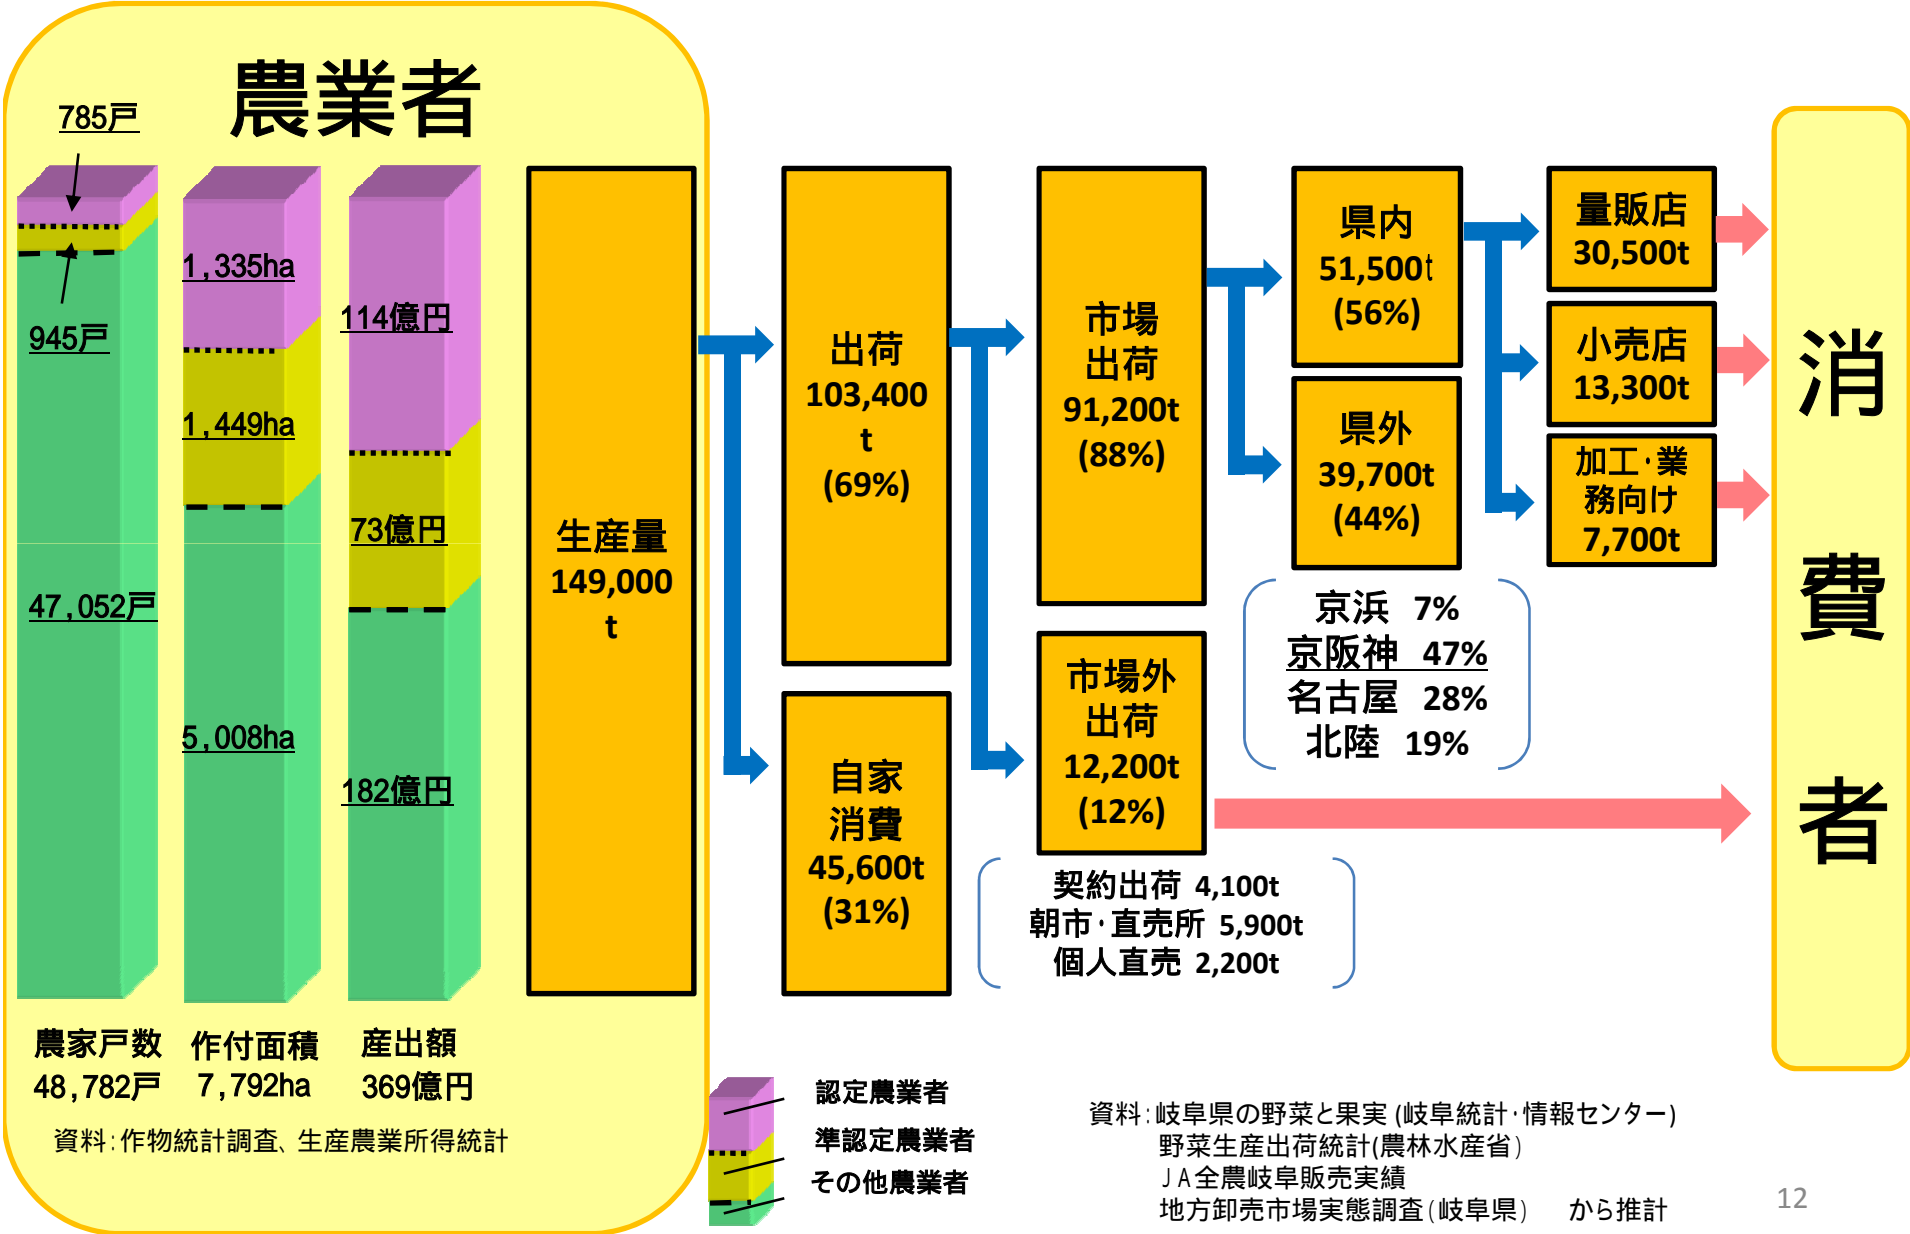 農業者
785戸
945戸
47,052戸
1,335ha
1,449ha
5,008ha
114億円
73億円
182億円
農家戸数
48,782戸
作付面積
7,792ha
産出額
369億円
資料:作物統計調査、生産農業所得統計
生産量
149,000
t
出荷
103,400
t
(69%)
自家
消費
45,600t
(31%)
市場
出荷
91,200t
(88%)
市場外
出荷
12,200t
(12%)
契約出荷 4,100t
朝市・直売所 5,900t
個人直売 2,200t
県内
51,500t
(56%)
県外
39,700t
(44%)
京浜 7%
京阪神 47%
名古屋 28%
北陸 19%
量販店
30,500t
小売店
13,300t
加工・業
務向け
7,700t
消
費
者
認定農業者
準認定農業者
その他農業者
資料:岐阜県の野菜と果実(岐阜統計・情報センター)
野菜生産出荷統計(農林水産省)
JA全農岐阜販売実績
地方卸売市場実態調査(岐阜県) から推計
12